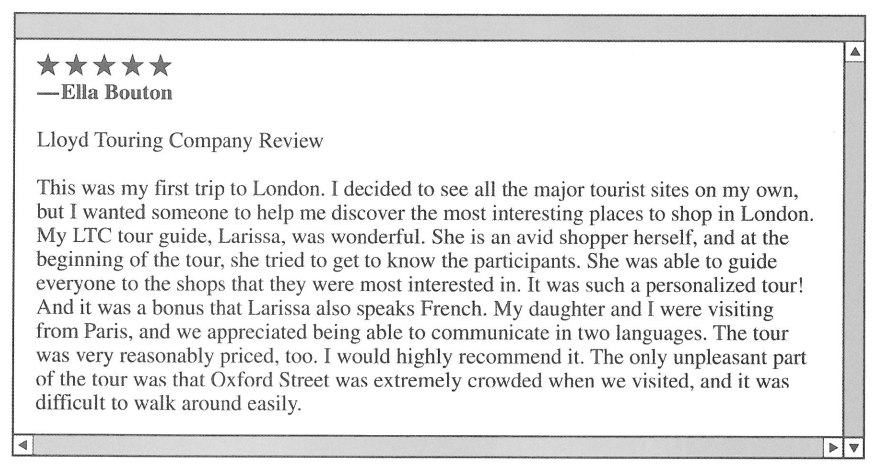 ★★★★★
—Ella Bouton
Lloyd Touring Company Review
This was my first trip to London. I decided to see all the major tourist sites on my own,
but I wanted someone to help me discover the most interesting places to shop in London.
My LTC tour guide, Larissa, was wonderful. She is an avid shopper herself, and at the
beginning of the tour, she tried to get to know the participants. She was able to guide
everyone to the shops that they were most interested in. It was such a personalized tour!
And it was a bonus that Larissa also speaks French. My daughter and I were visiting
from Paris, and we appreciated being able to communicate in two languages. The tour
was very reasonably priced, too. I would highly recommend it. The only unpleasant part
of the tour was that Oxford Street was extremely crowded when we visited, and it was
difficult to walk around easily.